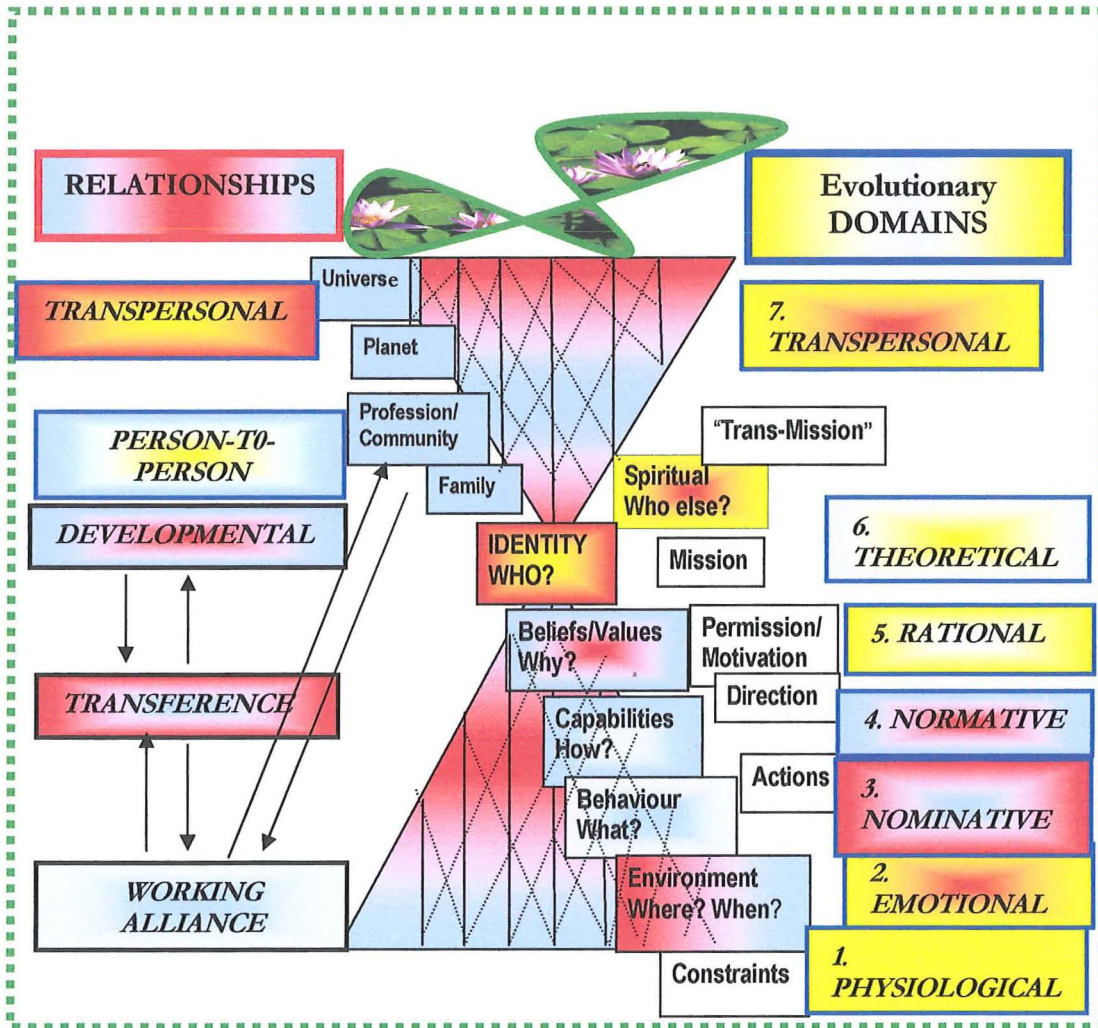 RELATIONSHIPS
Evolutionary
DOMAINS
Universe
TRANSPERSONAL
Planet
7.
TRANSPERSONAL
Profession/
Community
PERSON-T0-
PERSON
"Trans-Mission"
Family
Spiritual
Who else?
DEVELOPMENTAL
IDENTITY
WHO?
Mission
6.
THEORETICAL
Beliefs/Values
Why?
Permission/
Motivation
5. RATIONAL
TRANSFERENCE
Direction
Capabilities
How?
4. NORMATIVE
Actions
Behaviour
What?
3.
NOMINATIVE
WORKING
ALLIANCE
Environment
Where? When?
2.
EMOTIONAL
Constraints
1.
PHYSIOLOGICAL